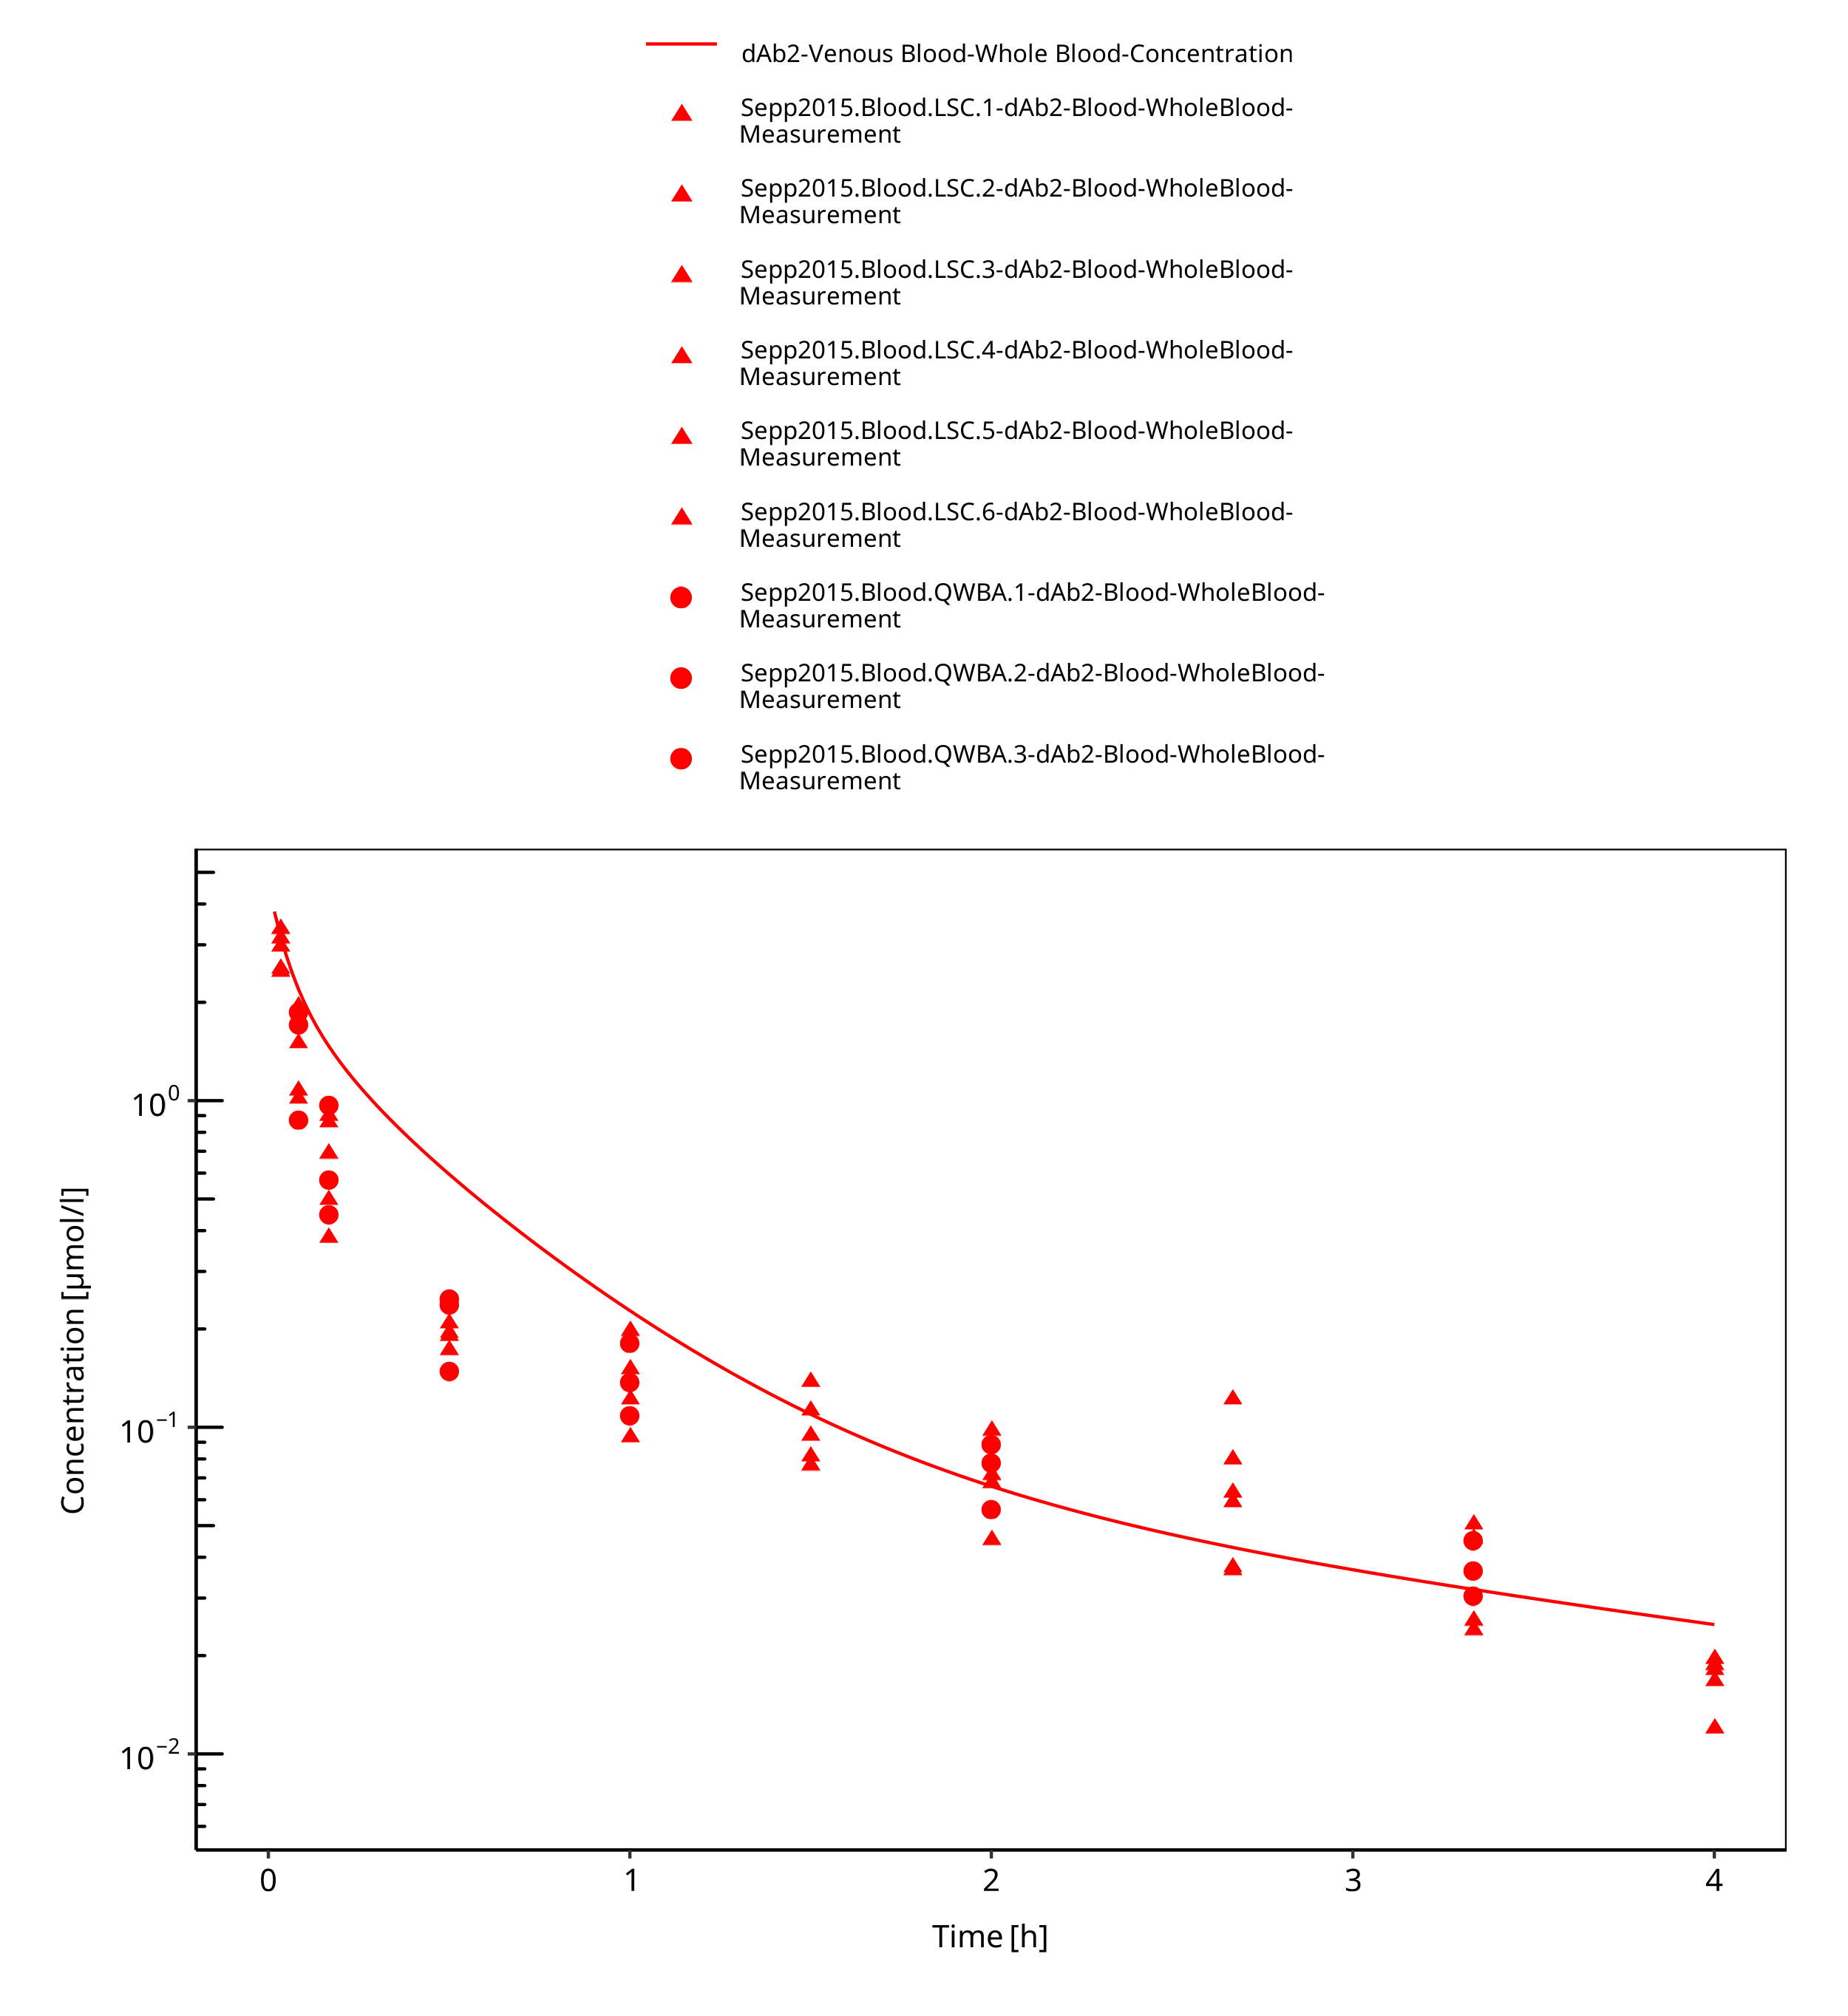 dAb2-Venous Blood-Whole Blood-Concentration
Sepp2015.Blood.LSC.1-dAb2-Blood-WholeBlood-
Measurement
Sepp2015.Blood.LSC.2-dAb2-Blood-WholeBlood-
Measurement
Sepp2015.Blood.LSC.3-dAb2-Blood-WholeBlood-
Measurement
Sepp2015.Blood.LSC.4-dAb2-Blood-WholeBlood-
Measurement
Sepp2015.Blood.LSC.5-dAb2-Blood-WholeBlood-
Measurement
Sepp2015.Blood.LSC.6-dAb2-Blood-WholeBlood-
Measurement
Sepp2015.Blood.QWBA.1-dAb2-Blood-WholeBlood-
Measurement
Sepp2015.Blood.QWBA.2-dAb2-Blood-WholeBlood-
Measurement
Sepp2015.Blood.QWBA.3-dAb2-Blood-WholeBlood-
Measurement
10⁰
10⁻¹
10⁻²
Concentration [µmol/l]
0 1 2 3 4
Time [h]